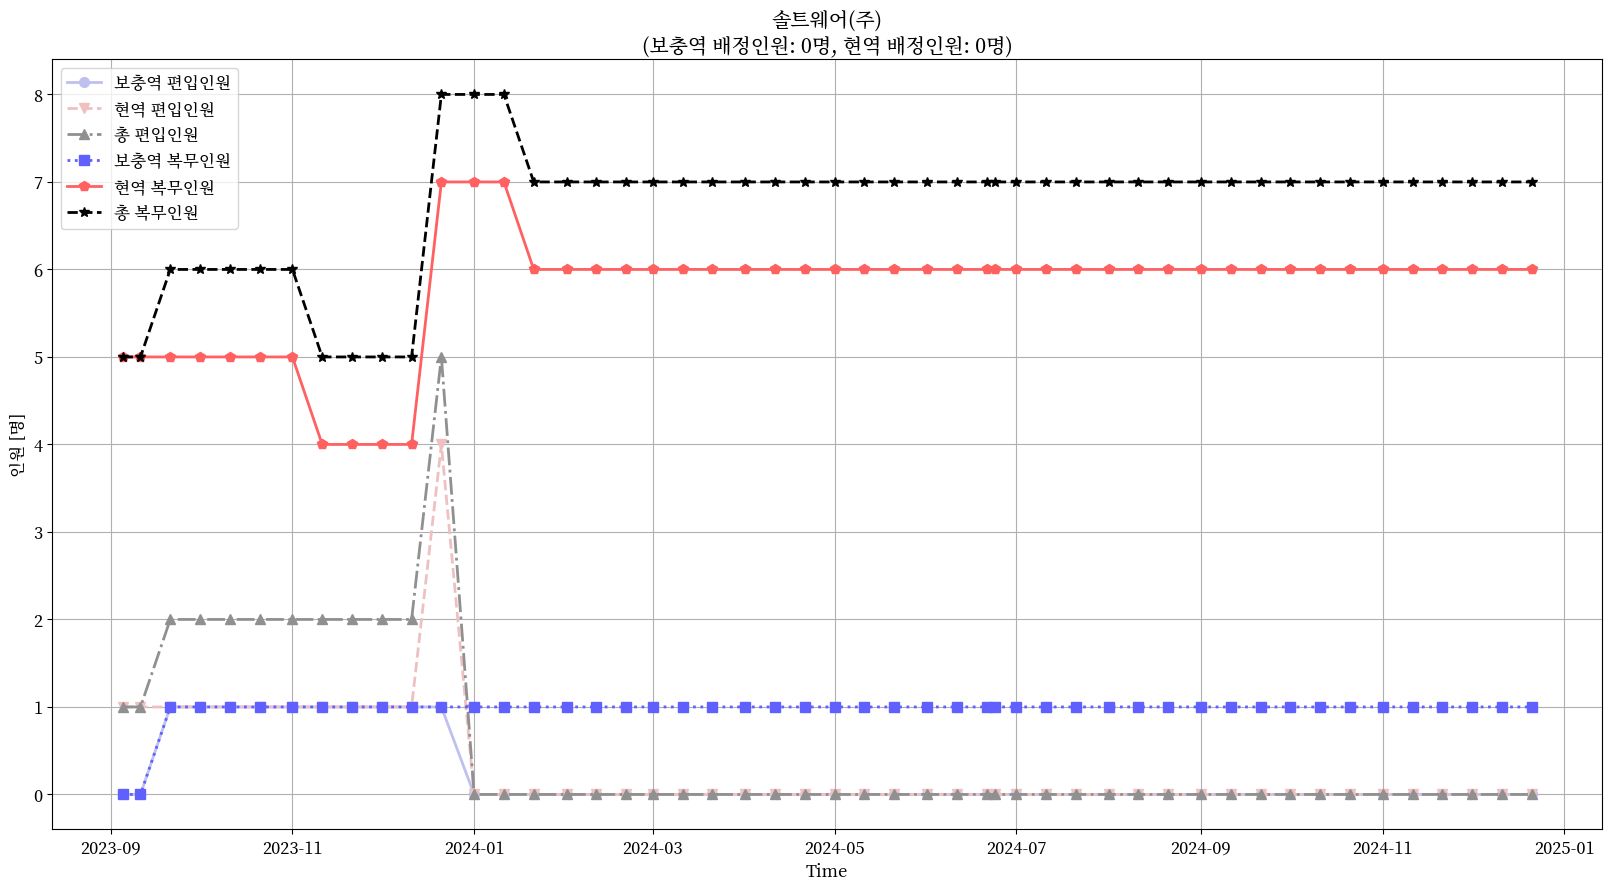 솔트웨어(주)
(보충역 배정인원: 0명, 현역 배정인원: 0명)
보충역 편입인원
현역 편입인원
총 편입인원
보충역 복무인원
현역 복무인원
총 복무인원
8
7
6
5
4
3
2
1
0
인원 [명]
2023-09
2023-11
2024-01
2024-03
2024-05
2024-07
2024-09
2024-11
2025-01
Time